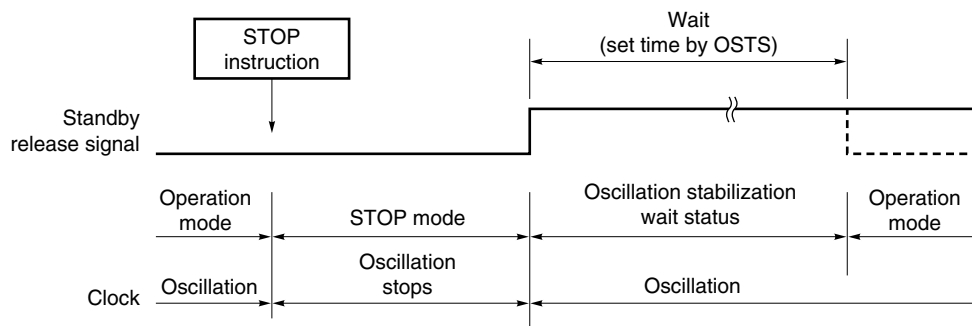 Wait
(set time by OSTS)
STOP
instruction
Standby
release signal
Operation
mode
STOP mode
Oscillation stabilization
wait status
Operation
mode
Clock
Oscillation
Oscillation
stops
Oscillation